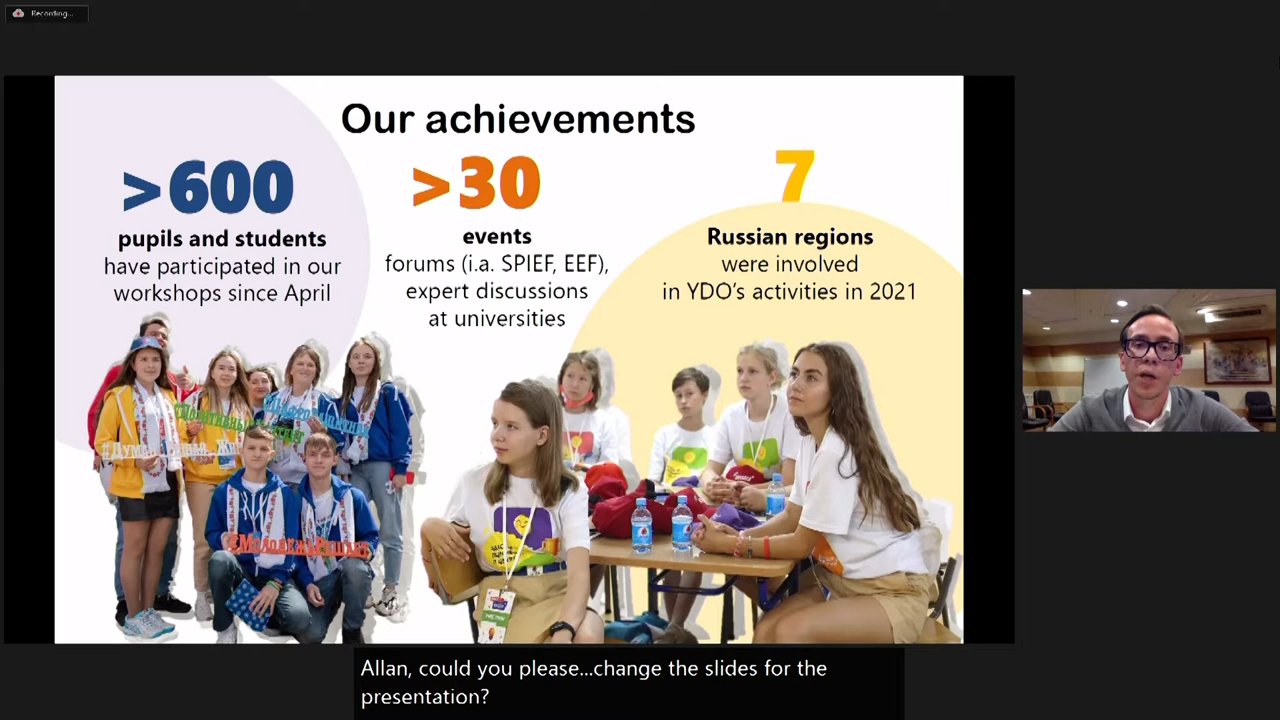 Recording...
Our achievements
>600
pupils and students
have participated in our
workshops since April
>30
events
forums (i.a. SPIEF, EEF),
expert discussions
at universities
7
Russian regions
were involved
in YDO's activities in 2021
#МолодежьРешает
Allan, could you please...change the slides for the
presentation?